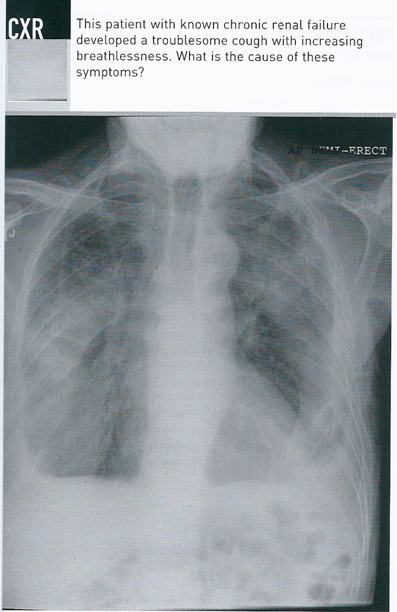 CXR
This patient with known chronic renal failure
developed a troublesome cough with increasing
breathlessness. What is the cause of these
symptoms?
AP SEMI-ERECT